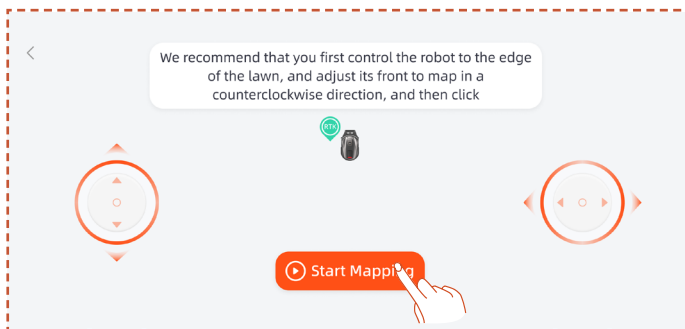 We recommend that you first control the robot to the edge
of the lawn, and adjust its front to map in a
counterclockwise direction, and then click
RTK
Start Mapping